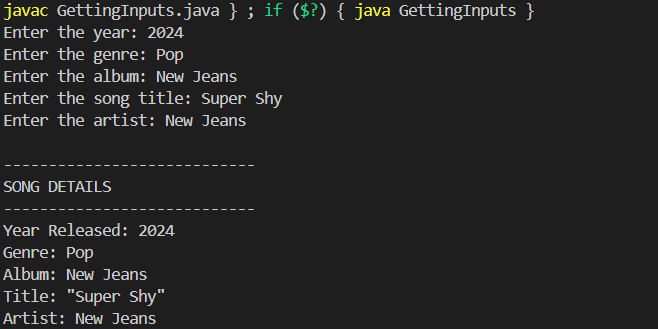 javac GettingInputs.java } ; if ($?) { java GettingInputs }
Enter the year: 2024
Enter the genre: Pop
Enter the album: New Jeans
Enter the song title: Super Shy
Enter the artist: New Jeans
----------------------------
SONG DETAILS
----------------------------
Year Released: 2024
Genre: Pop
Album: New Jeans
Title: "Super Shy"
Artist: New Jeans